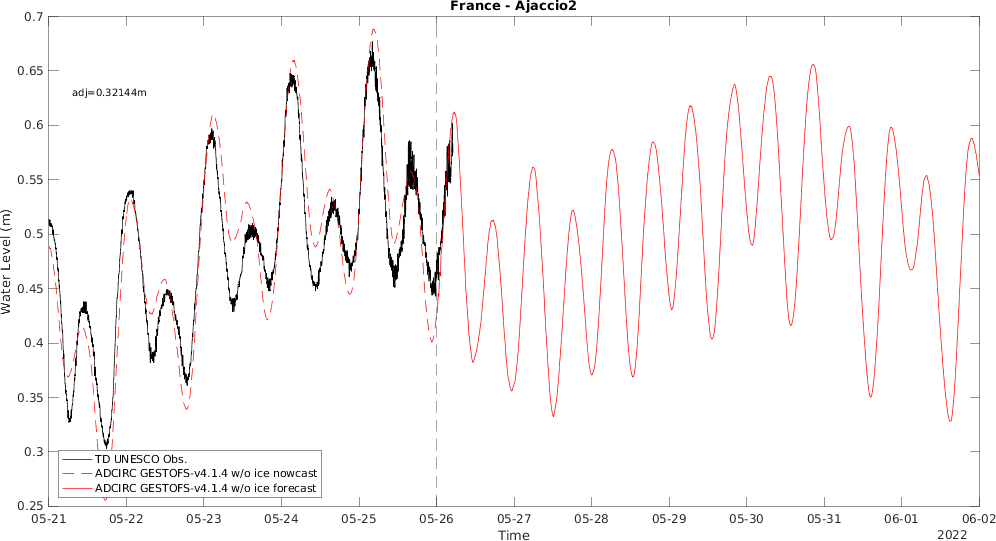 France - Ajaccio2
0.7
0.65
0.6
0.55
0.5
0.45
0.4
0.35
0.3
0.25
Water Level (m)
adj=0.32144m
TD UNESCO Obs.
ADCIRC GESTOFS-v4.1.4 w/o ice nowcast
ADCIRC GESTOFS-v4.1.4 w/o ice forecast
05-21 05-22 05-23 05-24 05-25 05-26 05-27 05-28 05-29 05-30 05-31 06-01 06-02
Time
2022